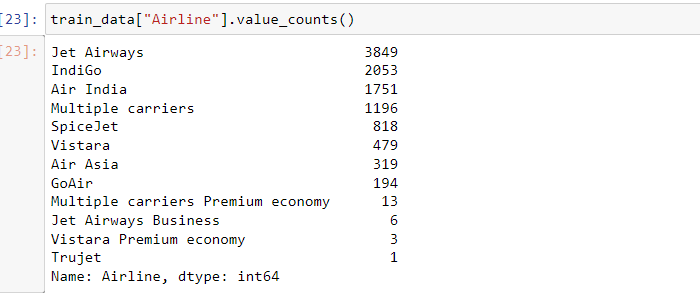 [23]: train_data["Airline"].value_counts()
[23]: Jet Airways 3849
IndiGo 2053
Air India 1751
Multiple carriers 1196
SpiceJet 818
Vistara 479
Air Asia 319
GoAir 194
Multiple carriers Premium economy 13
Jet Airways Business 6
Vistara Premium economy 3
Trujet 1
Name: Airline, dtype: int64